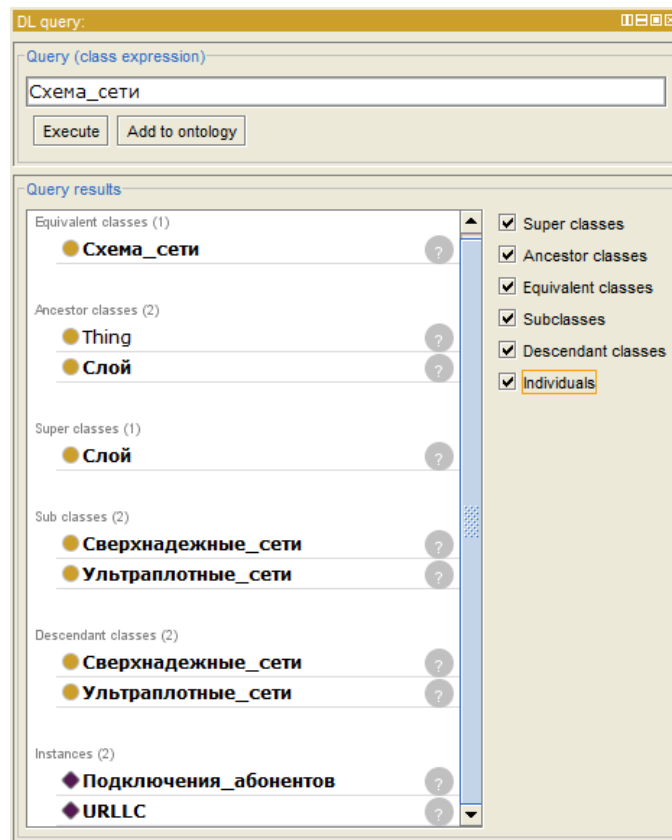 DL query:
Query (class expression)
Схема_сети
Execute Add to ontology
Query results
Equivalent classes (1)
Схема_сети
?
Ancestor classes (2)
Thing
?
Слой
?
Super classes (1)
Слой
?
Sub classes (2)
Сверхнадежные_сети
?
Ультраплотные_сети
?
Descendant classes (2)
Сверхнадежные_сети
?
Ультраплотные_сети
?
Instances (2)
Подключения_абонентов
?
URLLC
?
Super classes
Ancestor classes
Equivalent classes
Subclasses
Descendant classes
Individuals